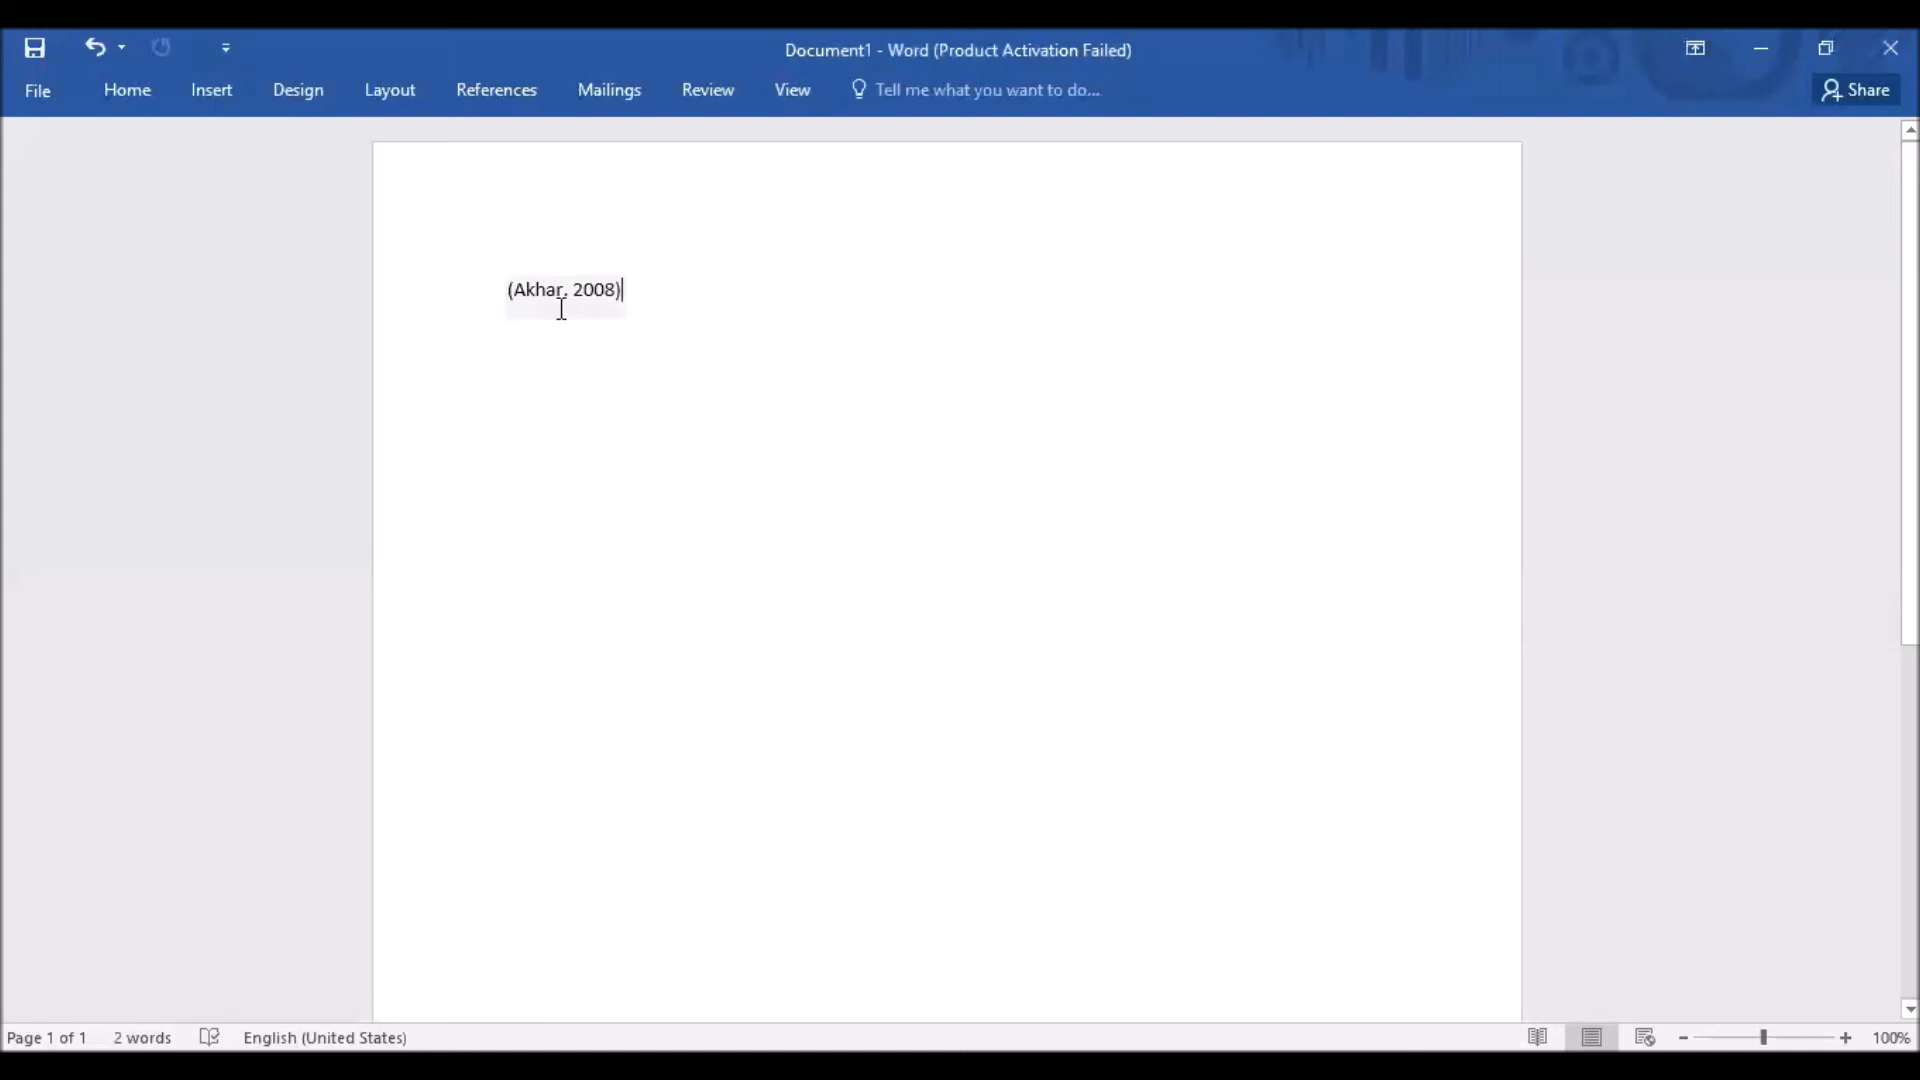 Document1 - Word (Product Activation Failed)
File Home Insert Design Layout References Mailings Review View Tell me what you want to do... Share
(Akhar, 2008)
Page 1 of 1 2 words English (United States) 100%